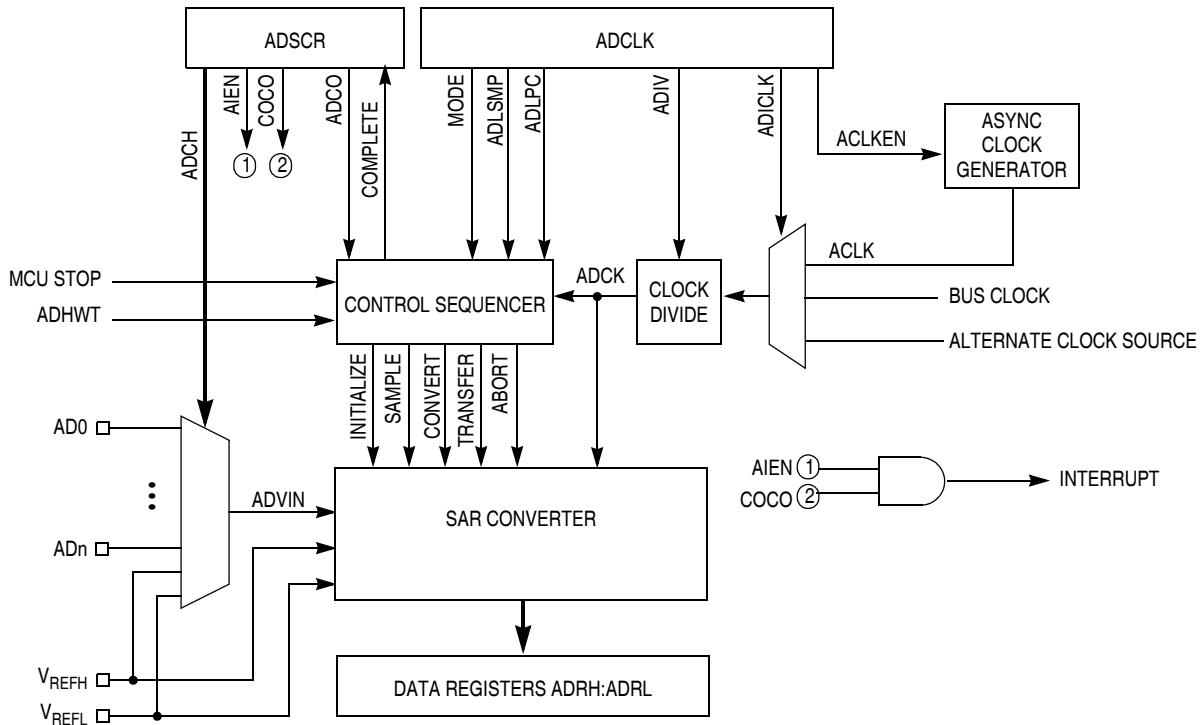 ADSCR
ADCLK
ADCH
AIEN
COCO
ADCO
COMPLETE
MODE
ADLSMP
ADLPC
ADIV
ADICLK
ACLKEN
ASYNC
CLOCK
GENERATOR
1
2
MCU STOP
ADHWT
CONTROL SEQUENCER
ADCK
CLOCK
DIVIDE
ACLK
BUS CLOCK
ALTERNATE CLOCK SOURCE
INITIALIZE
SAMPLE
CONVERT
TRANSFER
ABORT
AD0
•••
ADn
ADVIN
SAR CONVERTER
AIEN 1
COCO 2
INTERRUPT
VREFH
VREFL
DATA REGISTERS ADRH:ADRL